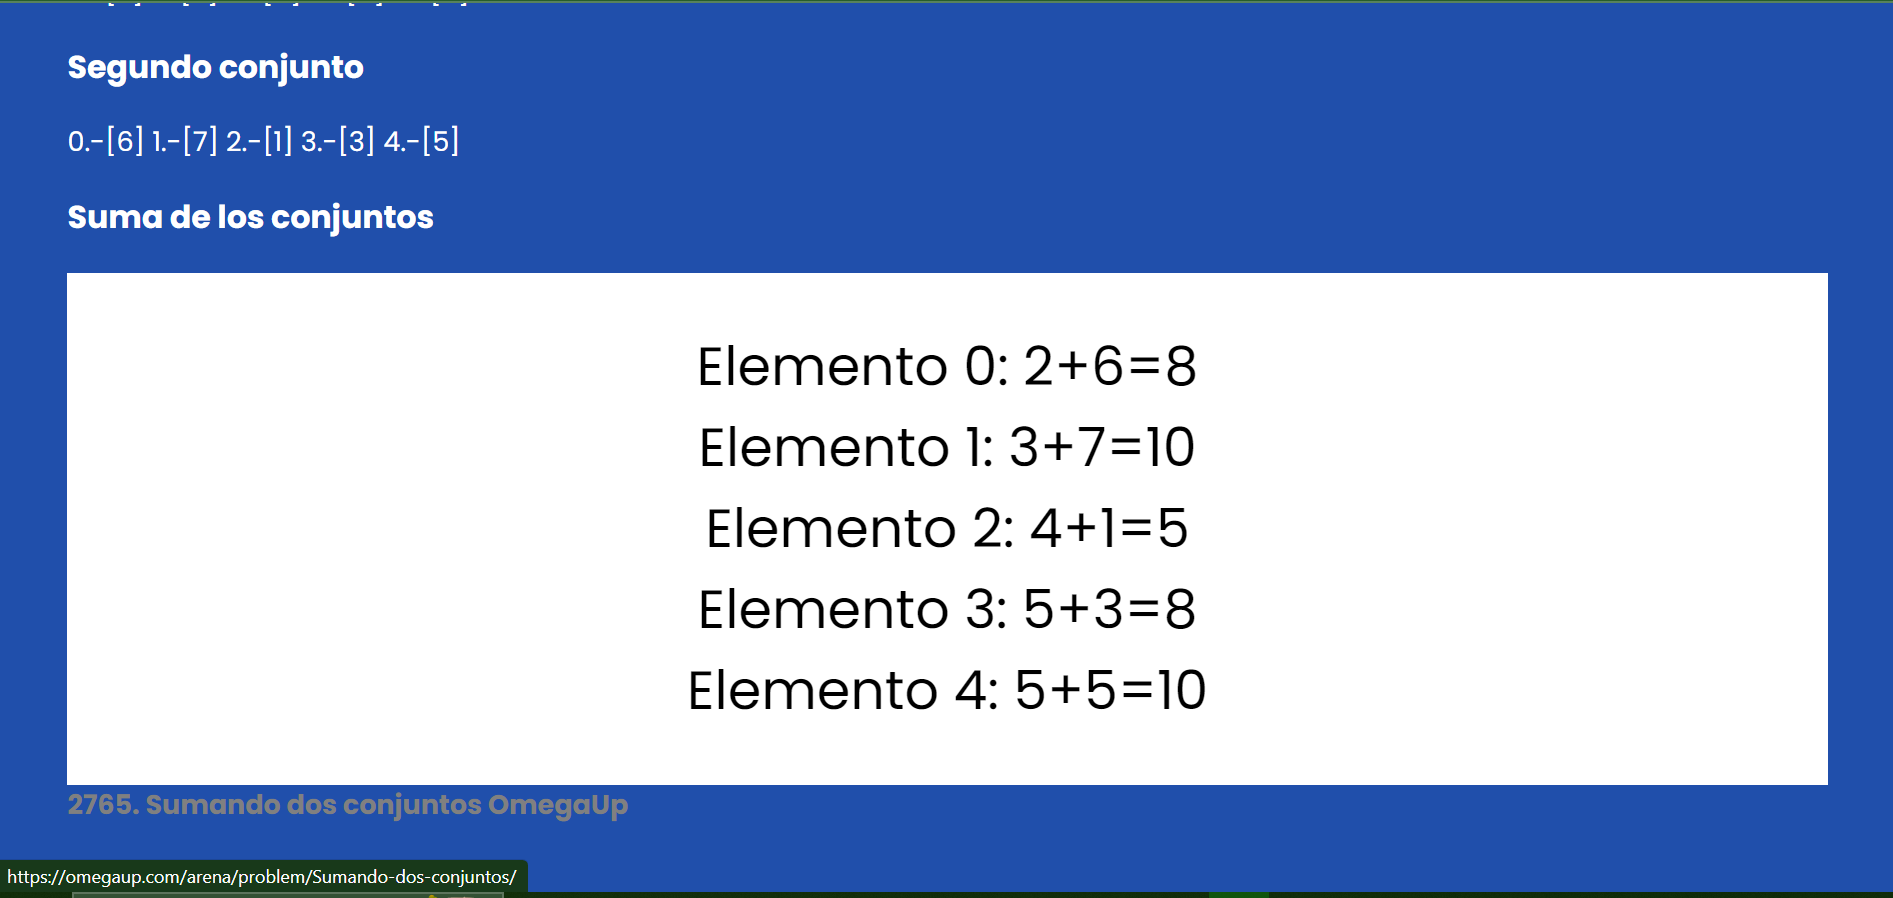 Segundo conjunto
0.-[6] 1.-[7] 2.-[1] 3.-[3] 4.-[5]
Suma de los conjuntos
Elemento 0: 2+6=8
Elemento 1: 3+7=10
Elemento 2: 4+1=5
Elemento 3: 5+3=8
Elemento 4: 5+5=10
2765. Sumando dos conjuntos OmegaUp
https://omegaup.com/arena/problem/Sumando-dos-conjuntos/